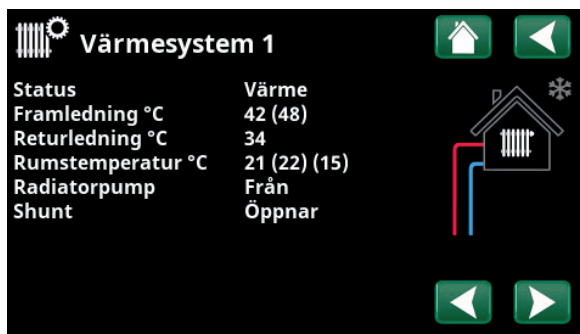 Värmesystem 1
Status Värme
Framledning °C 42 (48)
Returledning °C 34
Rumstemperatur °C 21 (22) (15)
Radiatorpump Från
Shunt Öppnar